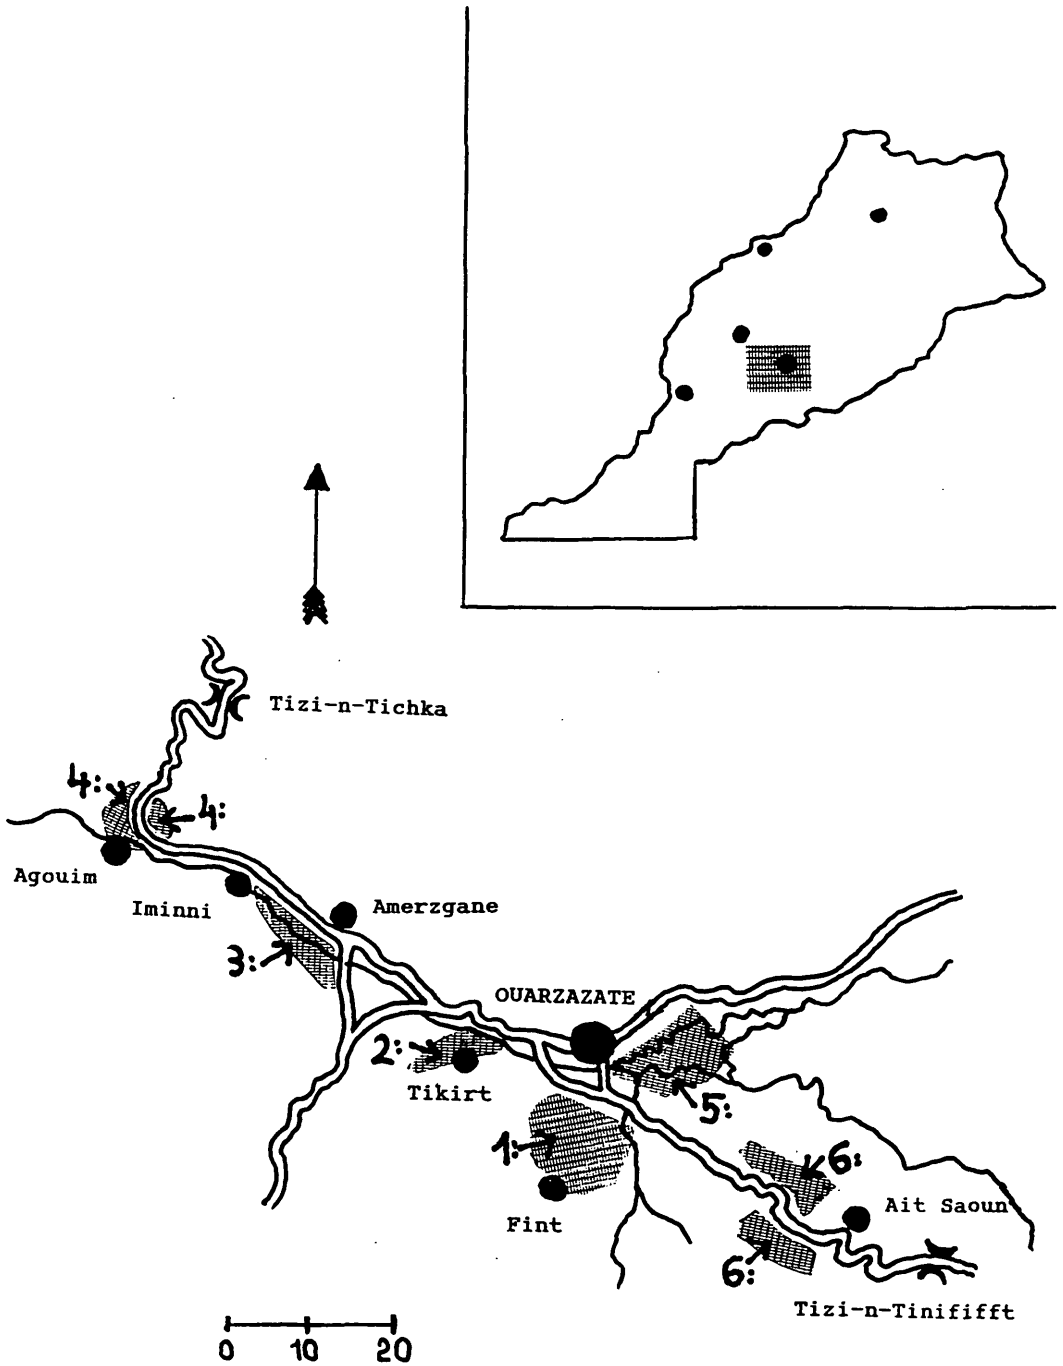 Tizi-n-Tichka
4:
4:
Agouim
Iminni
Amerzgane
3:
OUARZAZATE
2:
Tikirt
5:
1:
6:
Ait Saoun
Fint
6:
Tizi-n-Tinififft
0 10 20